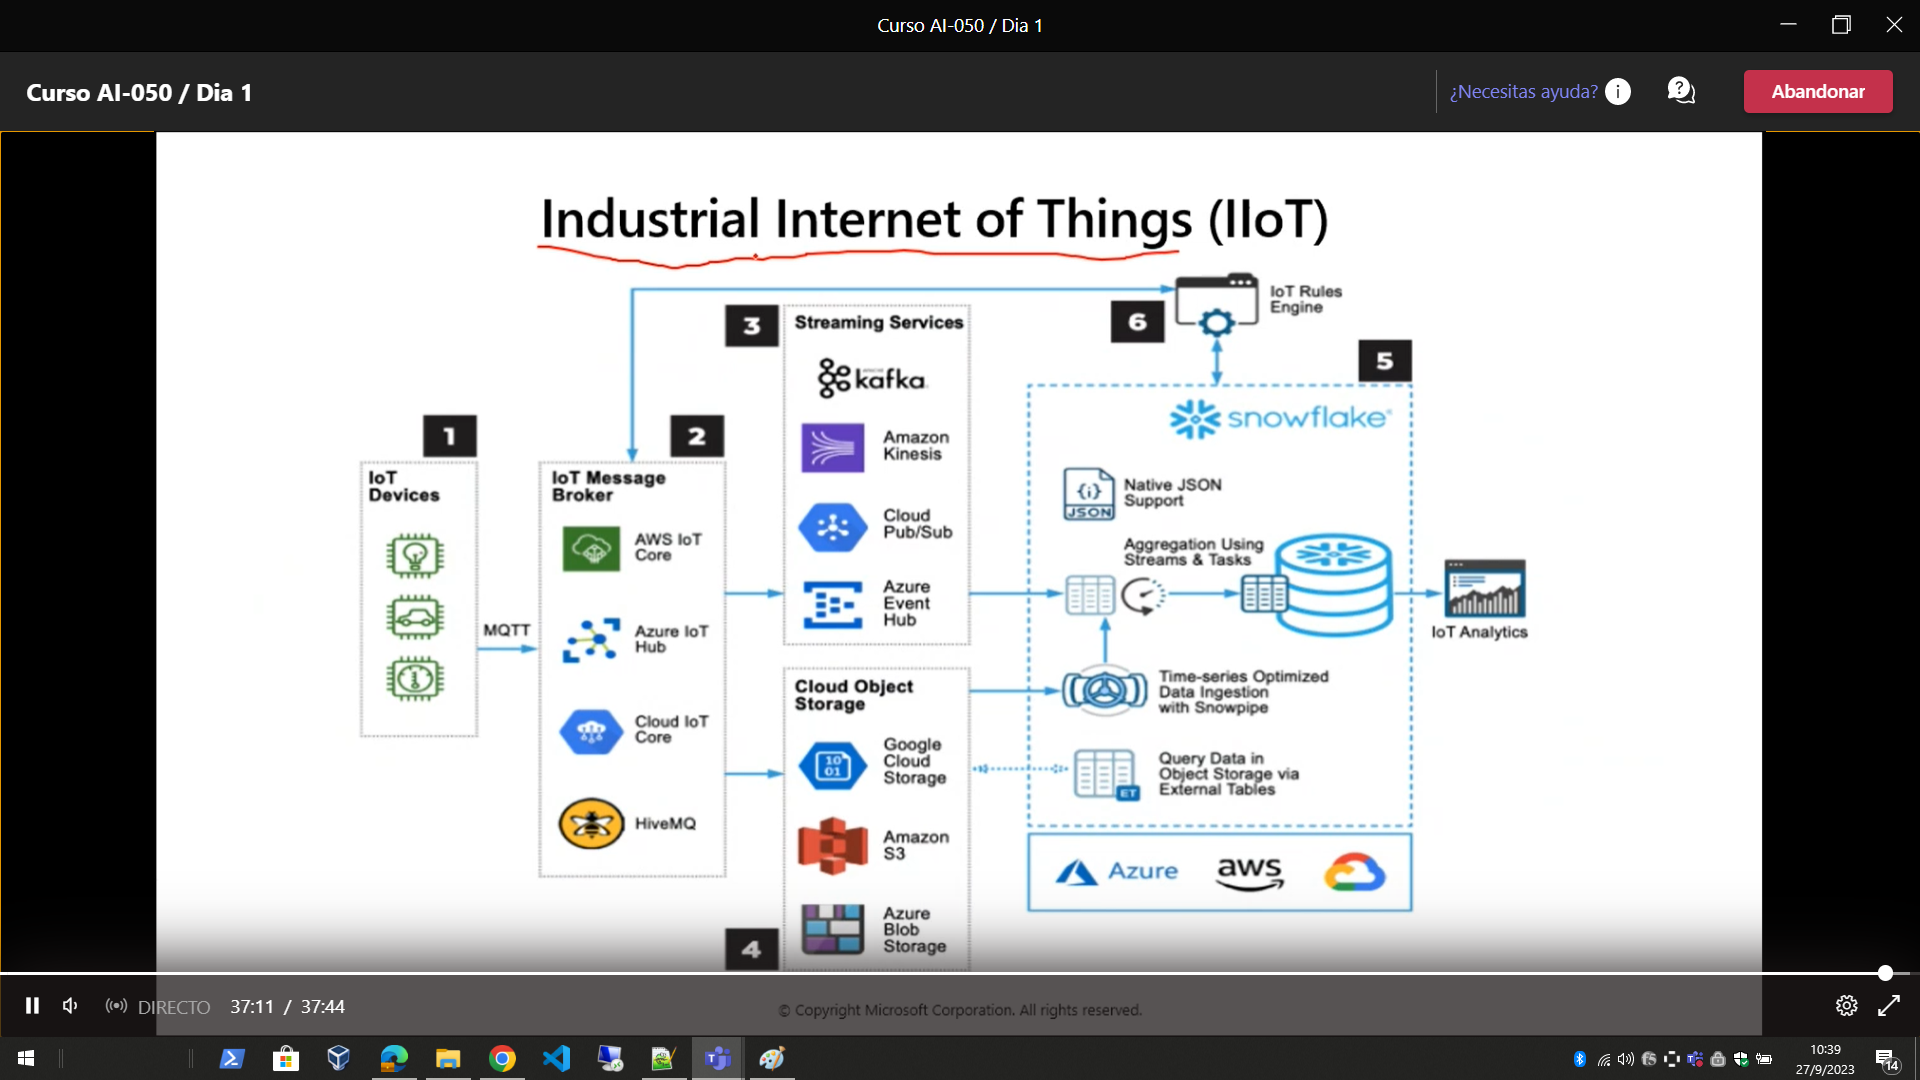 Curso AI-050 / Dia 1
Curso AI-050 / Dia 1
¿Necesitas ayuda?
Abandonar
Industrial Internet of Things (IIoT)
6
IoT Rules
Engine
3
Streaming Services
kafka
Amazon
Kinesis
Cloud
Pub/Sub
Azure
Event
Hub
5
snowflake®
1
IoT
Devices
MQTT
2
IoT Message
Broker
AWS IoT
Core
Azure IoT
Hub
Cloud IoT
Core
HiveMQ
Native JSON
Support
{i}
JSON
Aggregation Using
Streams & Tasks
IoT Analytics
Time-series Optimized
Data Ingestion
with Snowpipe
Query Data in
Object Storage via
External Tables
ET
Cloud Object
Storage
10
01
Google
Cloud
Storage
Amazon
S3
Azure
Blob
Storage
4
Azure
aws
DIRECTO
37:11 / 37:44
© Copyright Microsoft Corporation. All rights reserved.
10:39
27/9/2023
14